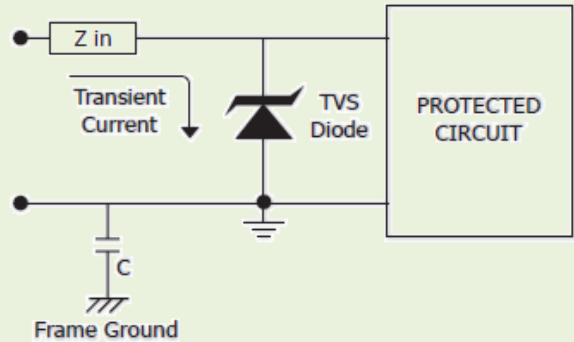 Z in
Transient
Current
TVS
Diode
PROTECTED
CIRCUIT
C
Frame Ground